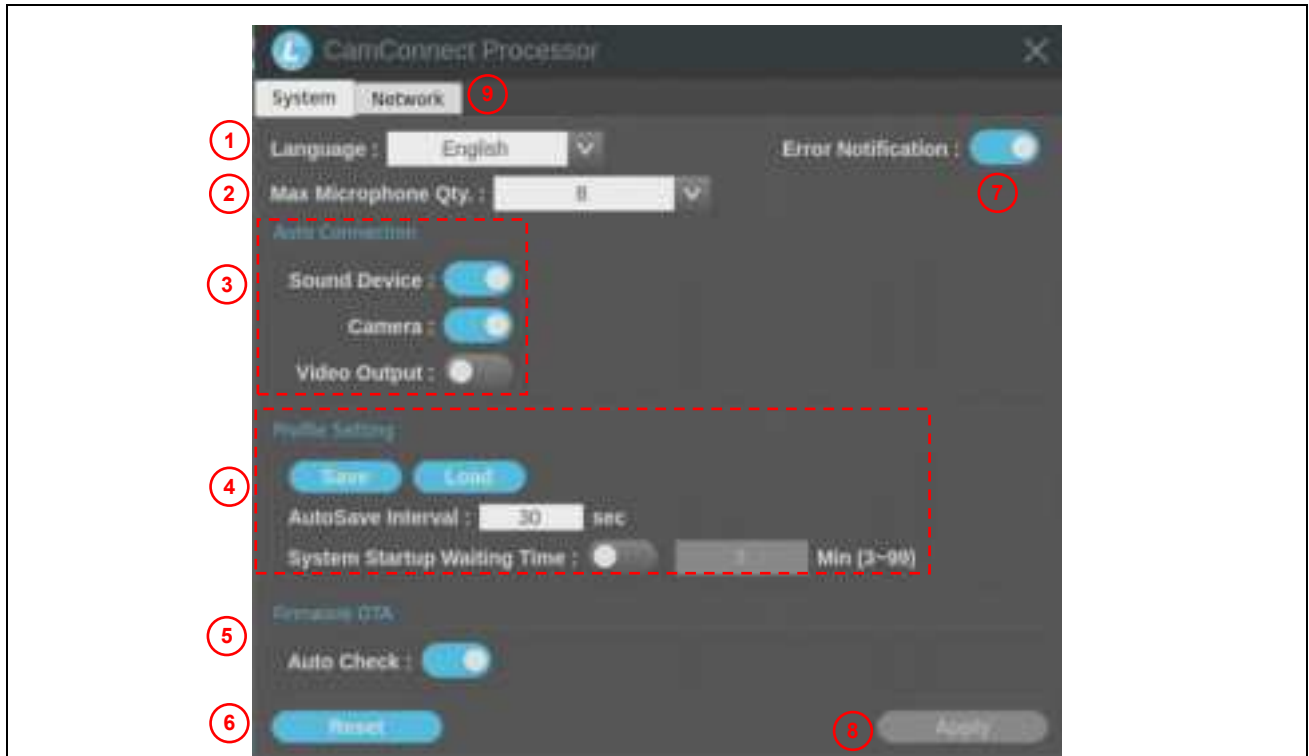 CamConnect Processor
System Network 9
1 Language : English Error Notification :
2 Max Microphone Qty. : 8 7
Auto Connection
3 Sound Device :
Camera :
Video Output :
Profile Setting
4 Save Load
AutoSave Interval : 30 sec
System Startup Waiting Time : 3 Min (3~99)
Firmware OTA
5
Auto Check :
6 Reset 8 Apply